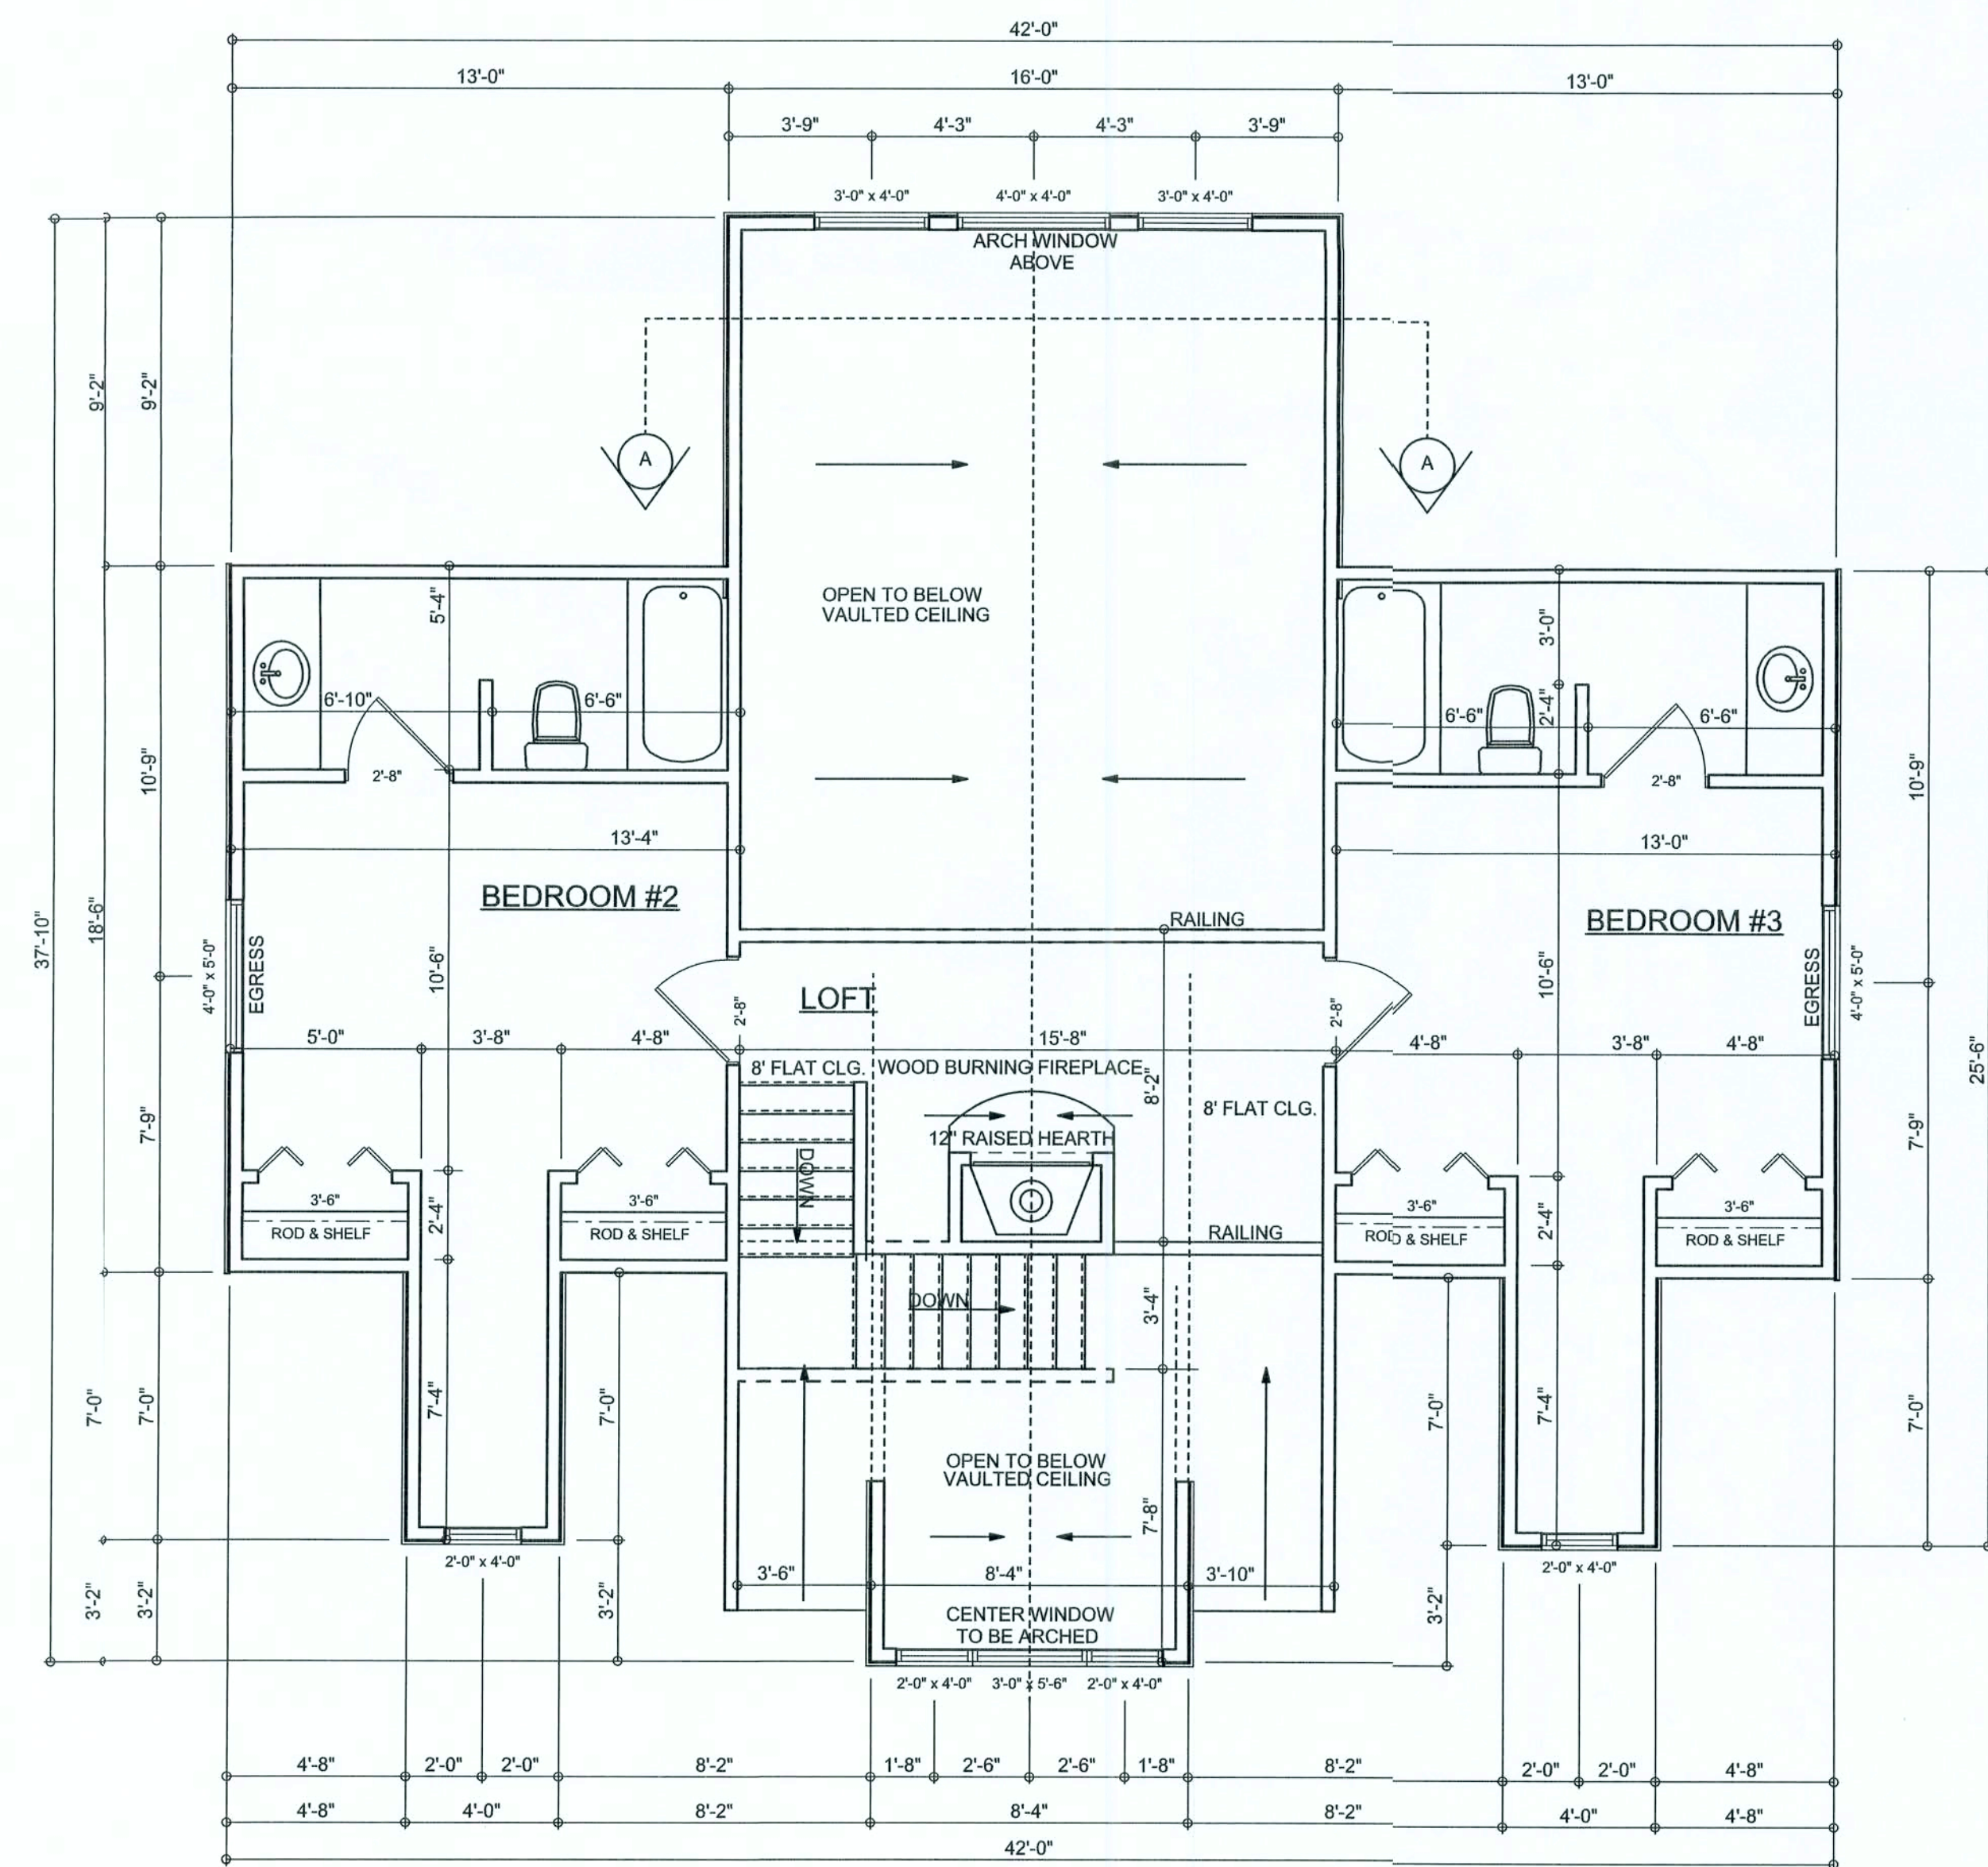 42'-0"
13'-0"
16'-0"
13'-0"
3'-9"
4'-3"
4'-3"
3'-9"
3'-0" x 4'-0"
4'-0" x 4'-0"
3'-0" x 4'-0"
ARCH WINDOW
ABOVE
9'-2"
9'-2"
A
A
OPEN TO BELOW
VAULTED CEILING
5'-4"
3'-0"
6'-10"
6'-6"
6'-6"
2'-4"
6'-6"
2'-8"
2'-8"
10'-9"
10'-9"
13'-4"
13'-0"
BEDROOM #2
BEDROOM #3
RAILING
37'-10"
18'-6"
4'-0" x 5'-0"
EGRESS
10'-6"
LOFT
2'-8"
2'-8"
10'-6"
EGRESS
4'-0" x 5'-0"
25'-6"
5'-0"
3'-8"
4'-8"
15'-8"
4'-8"
3'-8"
4'-8"
8' FLAT CLG.
WOOD BURNING FIREPLACE
8'-2"
8' FLAT CLG.
7'-9"
7'-9"
12" RAISED HEARTH
DOWN
3'-6"
ROD & SHELF
2'-4"
3'-6"
ROD & SHELF
RAILING
3'-6"
ROD & SHELF
2'-4"
3'-6"
ROD & SHELF
DOWN
3'-4"
7'-0"
7'-0"
7'-4"
7'-0"
7'-0"
7'-4"
7'-0"
OPEN TO BELOW
VAULTED CEILING
7'-8"
2'-0" x 4'-0"
2'-0" x 4'-0"
3'-2"
3'-2"
3'-2"
3'-6"
8'-4"
3'-10"
3'-2"
CENTER WINDOW
TO BE ARCHED
2'-0" x 4'-0"
3'-0" x 5'-6"
2'-0" x 4'-0"
4'-8"
2'-0"
2'-0"
8'-2"
1'-8"
2'-6"
2'-6"
1'-8"
8'-2"
2'-0"
2'-0"
4'-8"
4'-8"
4'-0"
8'-2"
8'-4"
8'-2"
4'-0"
4'-8"
42'-0"